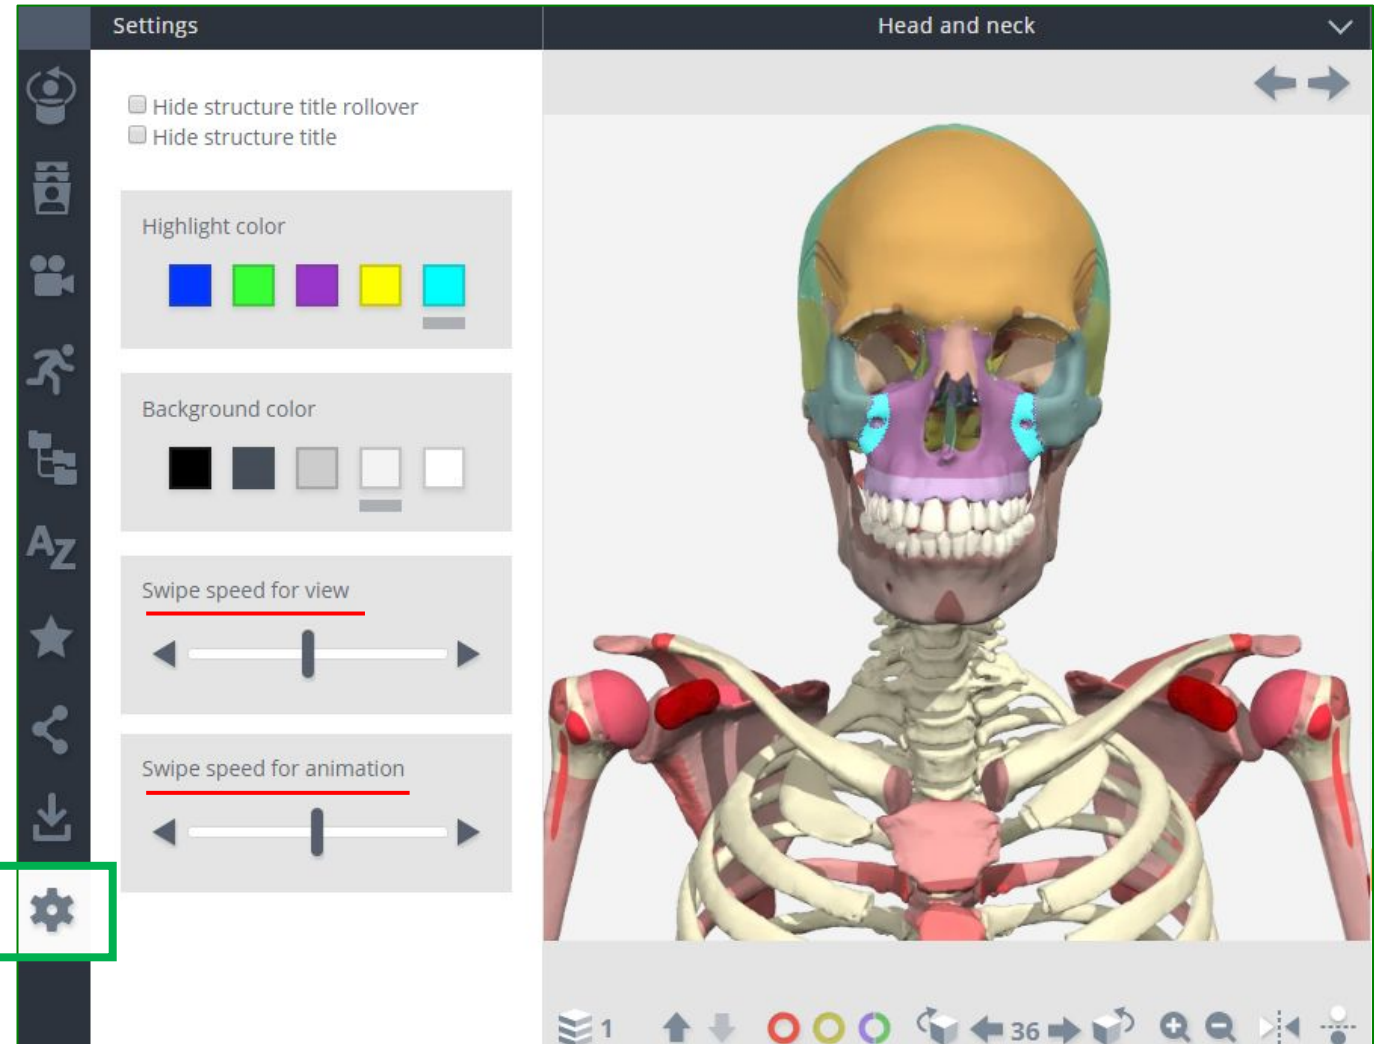 Settings
Head and neck
Hide structure title rollover
Hide structure title
Highlight color
Background color
AZ
Swipe speed for view
Swipe speed for animation
1
36